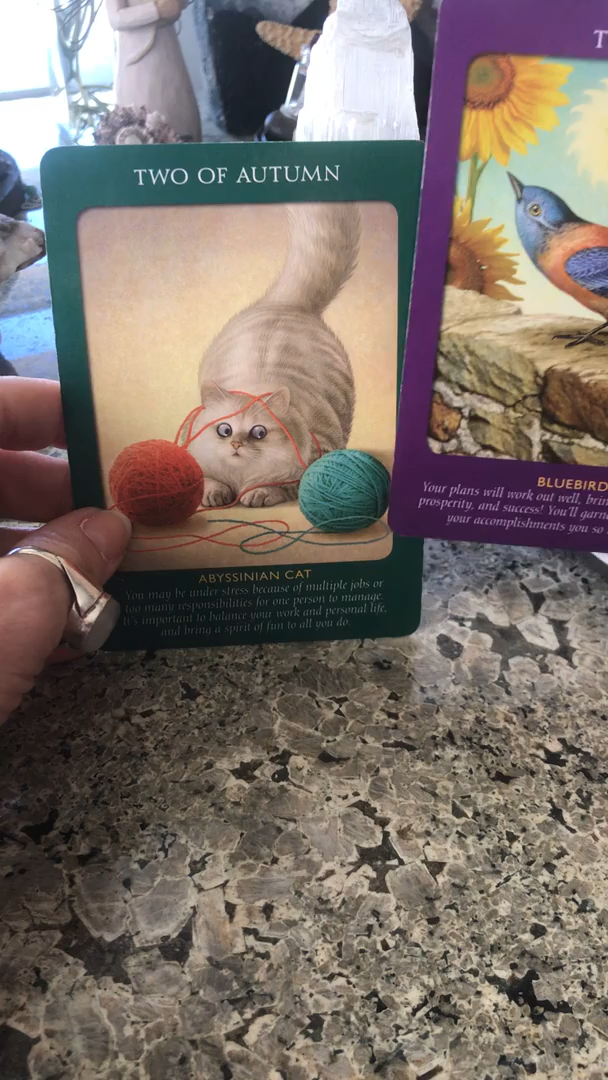 TWO OF AUTUMN
ABYSSINIAN CAT
You may be under stress because of multiple jobs or
too many responsibilities for one person to manage.
It's important to balance your work and personal life,
and bring a spirit of fun to all you do.
T
BLUEBIRD
Your plans will work out well, brin
prosperity, and success! You'll garne
your accomplishments you so